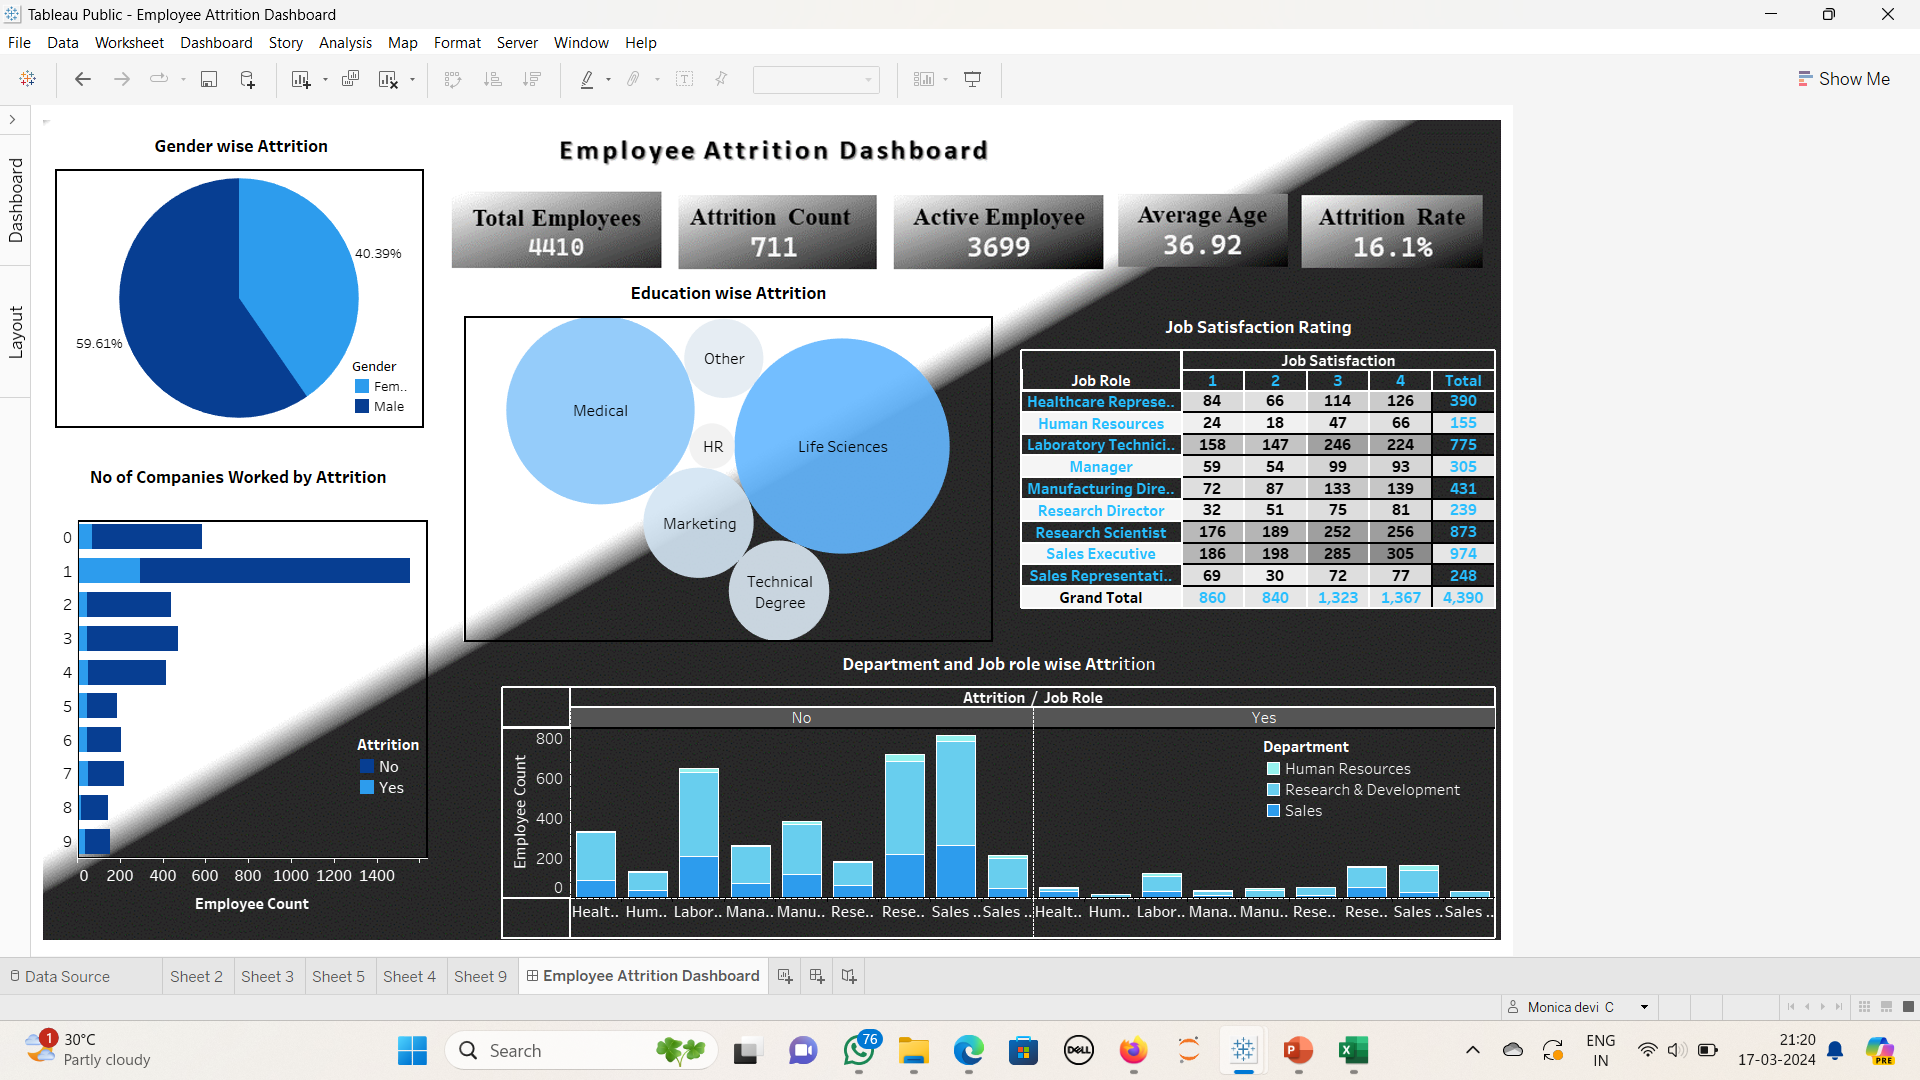 Tableau Public - Employee Attrition Dashboard
File Data Worksheet Dashboard Story Analysis Map Format Server Window Help
Show Me
Dashboard
Layout
Gender wise Attrition
40.39%
59.61%
Gender
Fem..
Male
Employee Attrition Dashboard
Total Employees
4410
Attrition Count
711
Active Employee
3699
Average Age
36.92
Attrition Rate
16.1%
Education wise Attrition
Medical
Other
HR
Life Sciences
Marketing
Technical
Degree
Job Satisfaction Rating
Job Satisfaction
Job Role 1 2 3 4 Total
Healthcare Represe.. 84 66 114 126 390
Human Resources 24 18 47 66 155
Laboratory Technici.. 158 147 246 224 775
Manager 59 54 99 93 305
Manufacturing Dire.. 72 87 133 139 431
Research Director 32 51 75 81 239
Research Scientist 176 189 252 256 873
Sales Executive 186 198 285 305 974
Sales Representati.. 69 30 72 77 248
Grand Total 860 840 1,323 1,367 4,390
No of Companies Worked by Attrition
0
1
2
3
4
5
6
7
8
9
Attrition
No
Yes
0 200 400 600 800 1000 1200 1400
Employee Count
Department and Job role wise Attrition
Attrition / Job Role
No Yes
Employee Count
800
600
400
200
0
Department
Human Resources
Research & Development
Sales
Healt.. Hum.. Labor.. Mana.. Manu.. Rese.. Rese.. Sales .. Sales .. Healt.. Hum.. Labor.. Mana.. Manu.. Rese.. Rese.. Sales .. Sales ..
Data Source Sheet 2 Sheet 3 Sheet 5 Sheet 4 Sheet 9 Employee Attrition Dashboard
Monica devi C
1
30°C
Partly cloudy
Search
76
DELL
P
X
ENG
IN
21:20
17-03-2024
PRE